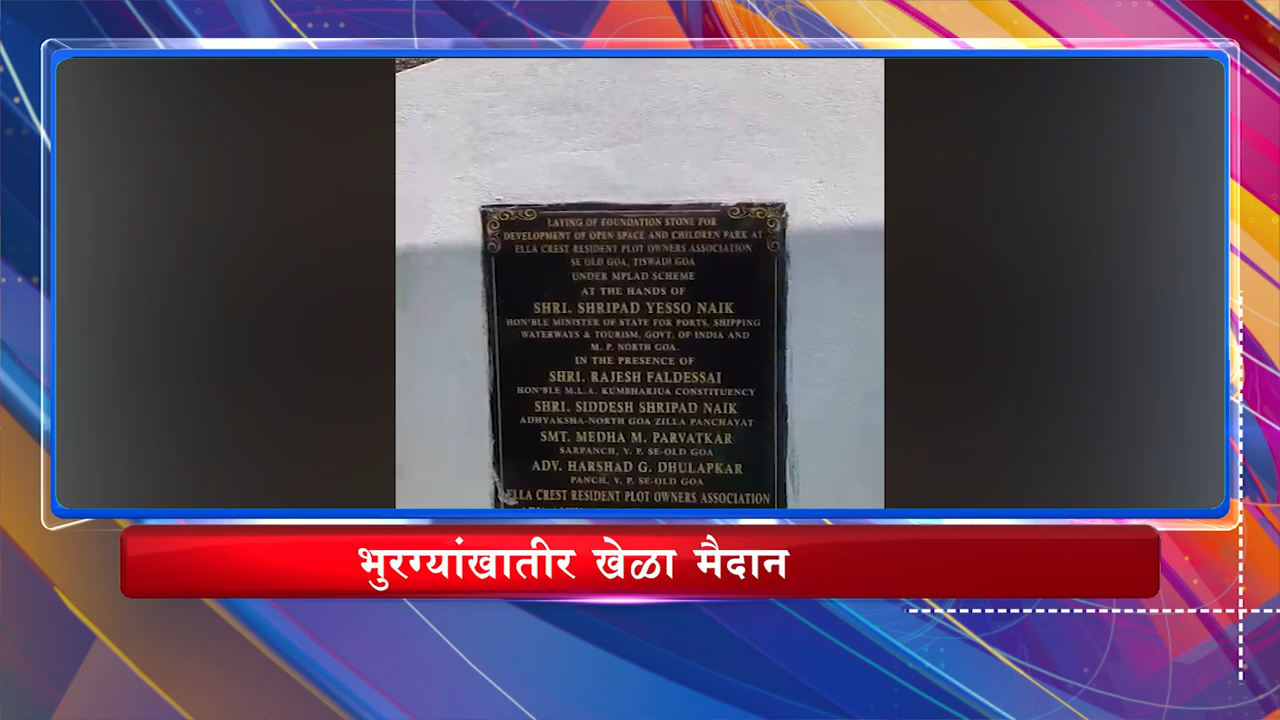 LAYING OF FOUNDATION STONE FOR
DEVELOPMENT OF OPEN SPACE AND CHILDREN PARK AT
ELLA CREST RESIDENT PLOT OWNERS ASSOCIATION
SE OLD GOA, TISWADI GOA
UNDER MPLAD SCHEME
AT THE HANDS OF
SHRI. SHRIPAD YESSO NAIK
HON'BLE MINISTER OF STATE FOR PORTS, SHIPPING
WATERWAYS & TOURISM, GOVT. OF INDIA AND
M. P. NORTH GOA.
IN THE PRESENCE OF
SHRI. RAJESH FALDESSAI
HON'BLE M.L.A. KUMBHARJUA CONSTITUENCY
SHRI. SIDDESH SHRIPAD NAIK
ADHYAKSHA-NORTH GOA ZILLA PANCHAYAT
SMT. MEDHA M. PARVATKAR
SARPANCH, V. P. SE-OLD GOA
ADV. HARSHAD G. DHULAPKAR
PANCH, V. P. SE-OLD GOA
ELLA CREST RESIDENT PLOT OWNERS ASSOCIATION
भुरग्यांखातीर खेळा मैदान